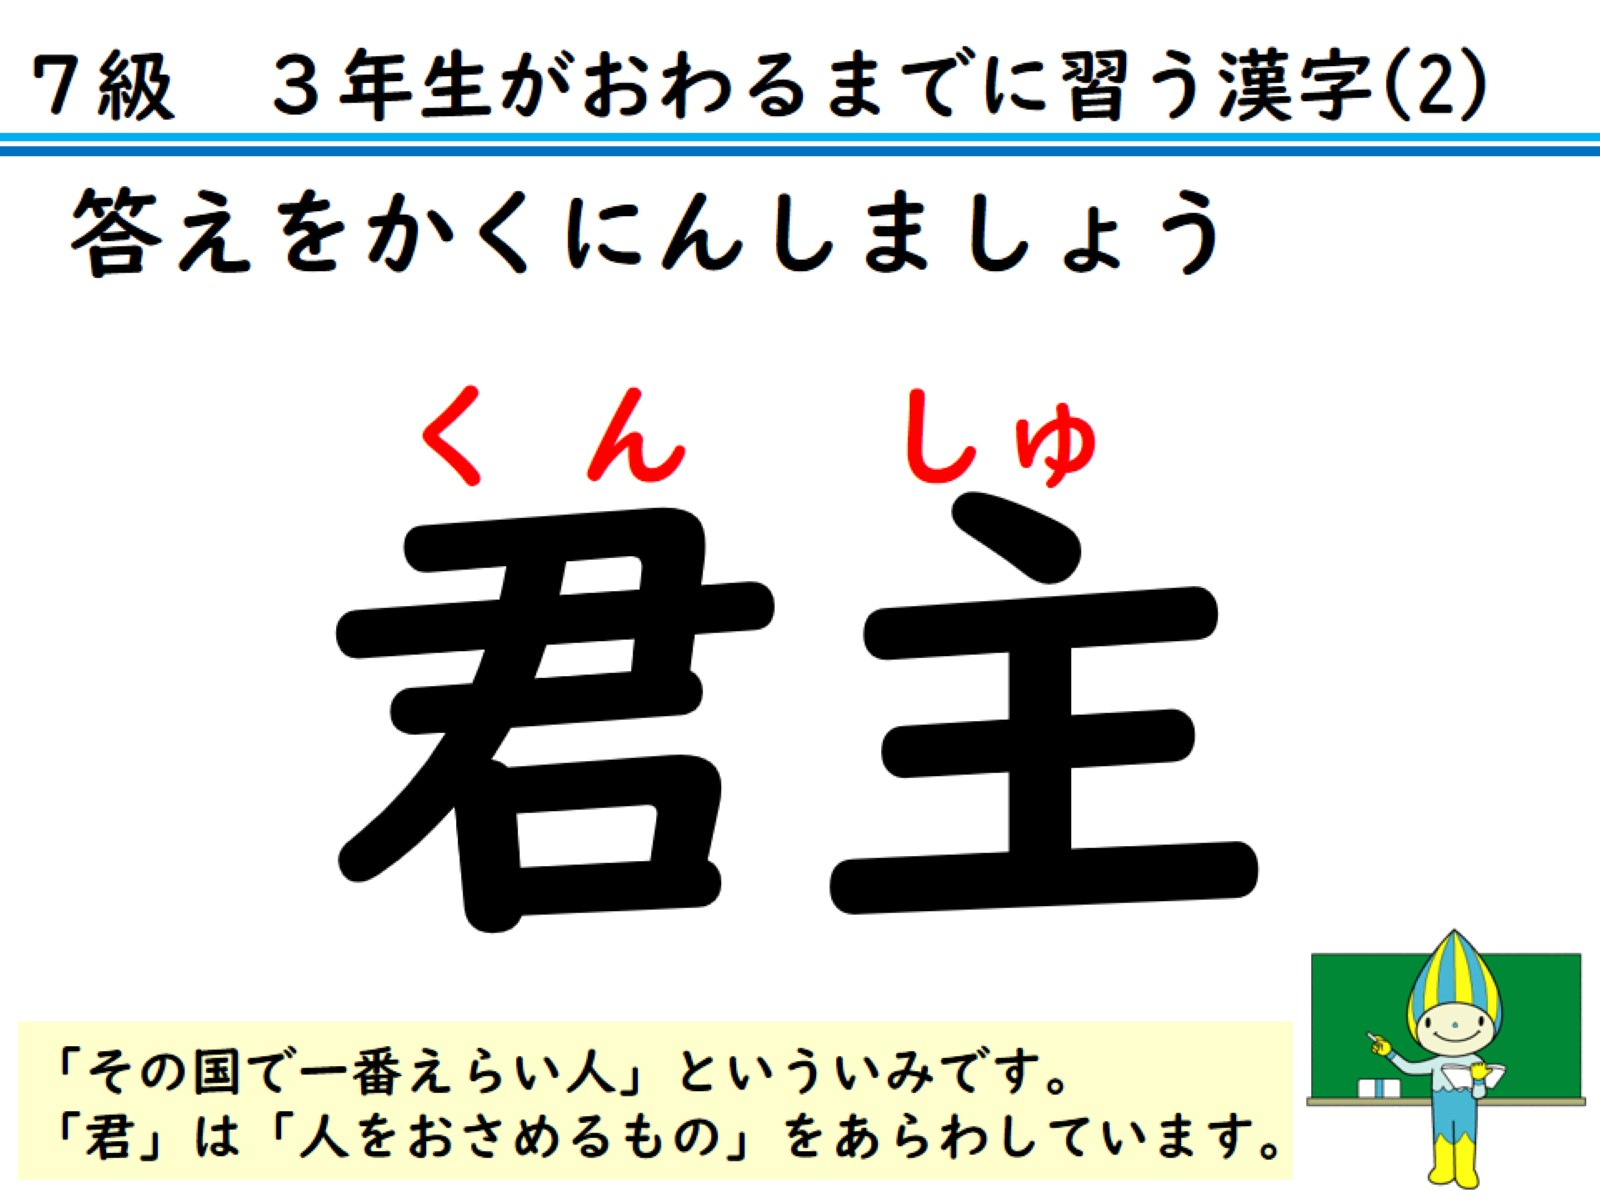 ７級　３年生がおわるまでに習う漢字(2)
答えをかくにんしましょう
くん　しゅ
君主
「その国で一番えらい人」といういみです。
「君」は「人をおさめるもの」をあらわしています。